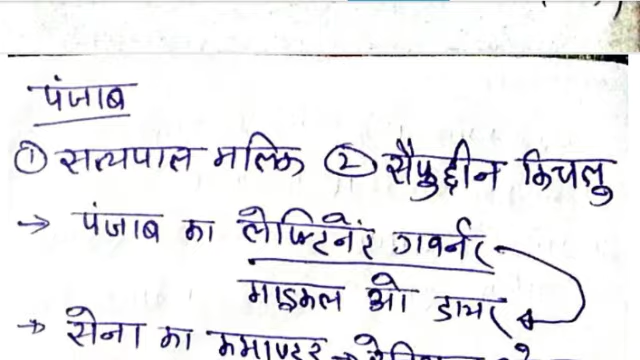 पंजाब
① सत्यपाल मलिक ② सैफुद्दीन किचलु
→ पंजाब का लेफ्टिनेंट गवर्नर
माइकल ओ डायर
→ सेना का कमाण्डर →